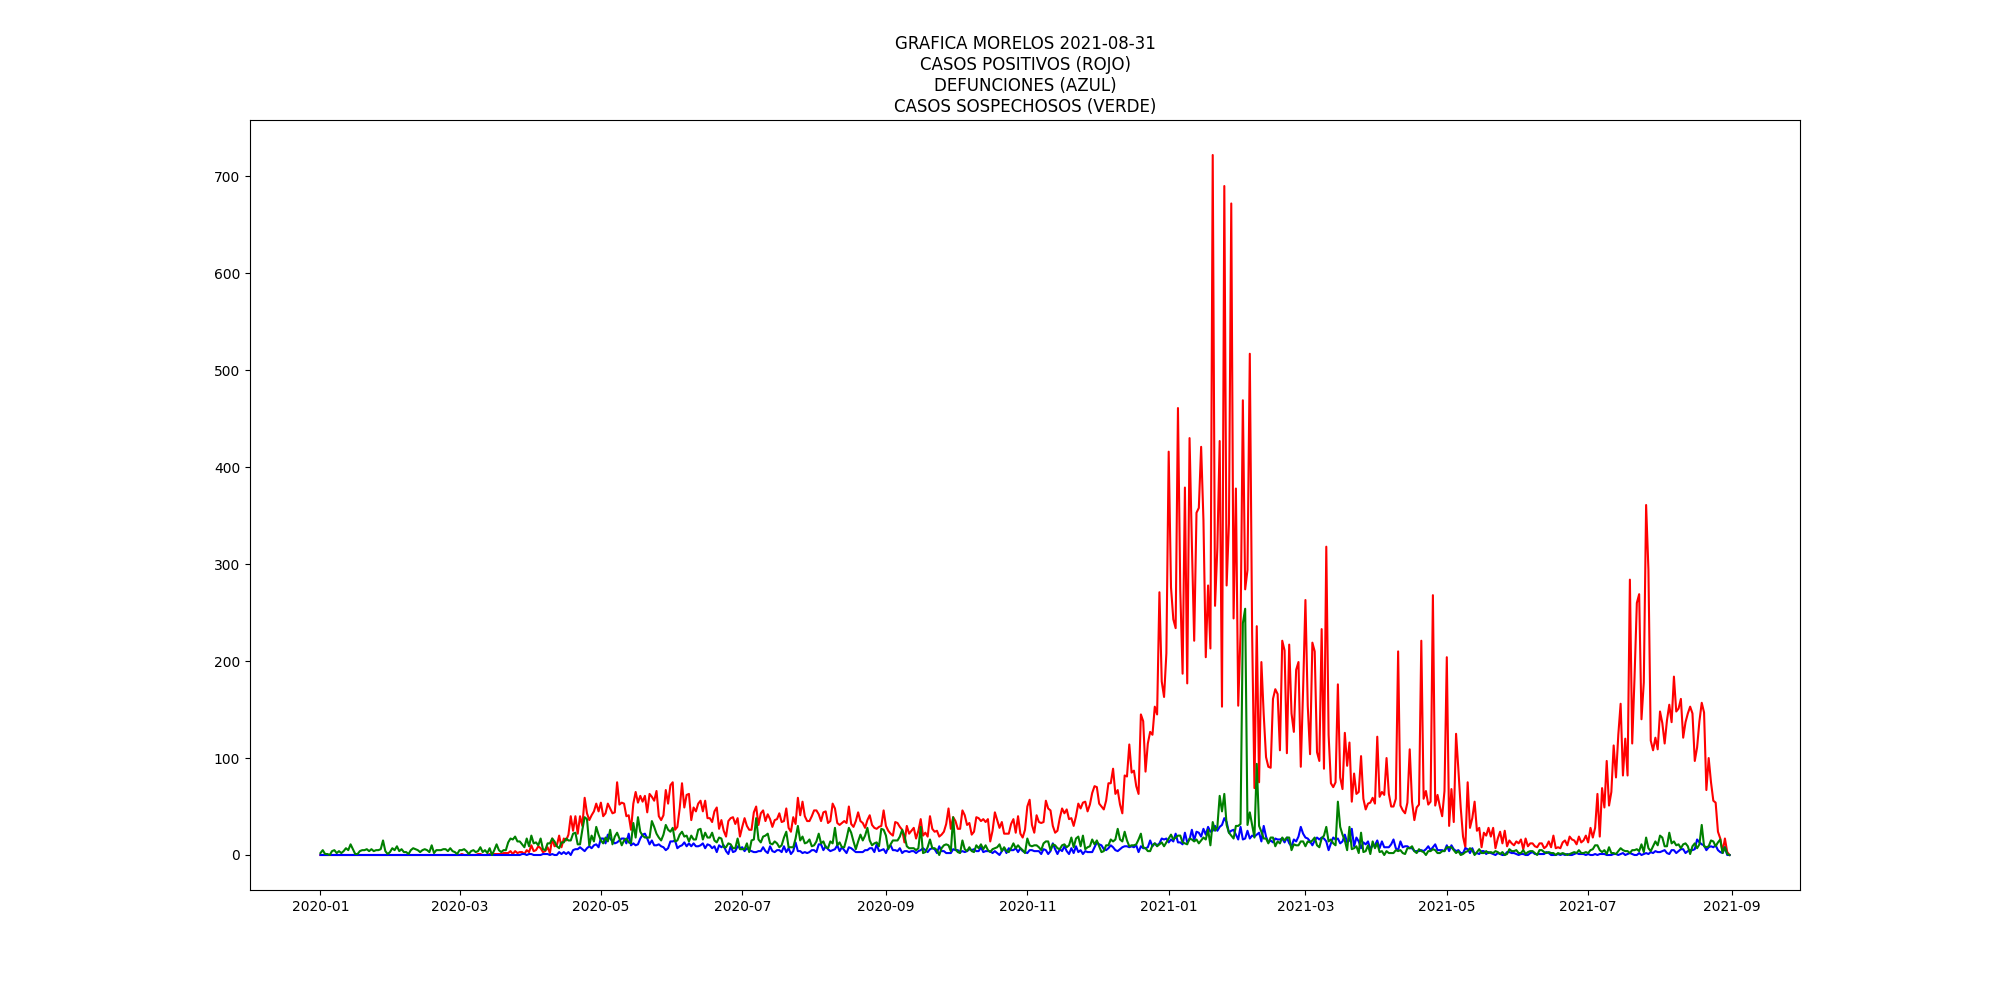 GRAFICA MORELOS 2021-08-31
CASOS POSITIVOS (ROJO)
DEFUNCIONES (AZUL)
CASOS SOSPECHOSOS (VERDE)
700
600
500
400
300
200
100
0
2020-01 2020-03 2020-05 2020-07 2020-09 2020-11 2021-01 2021-03 2021-05 2021-07 2021-09